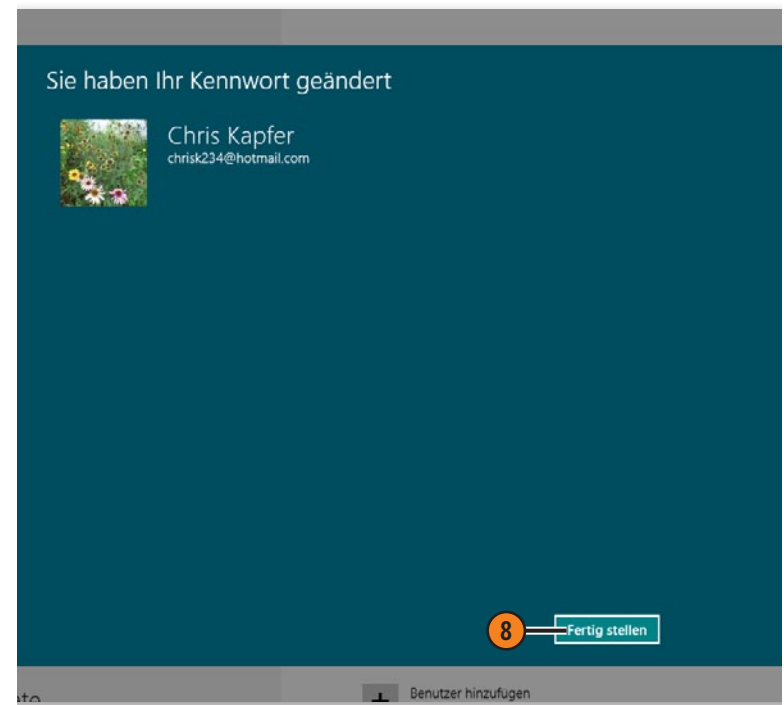 Sie haben Ihr Kennwort geändert
Chris Kapfer
chrisk234@hotmail.com
8
Fertig stellen
Benutzer hinzufügen